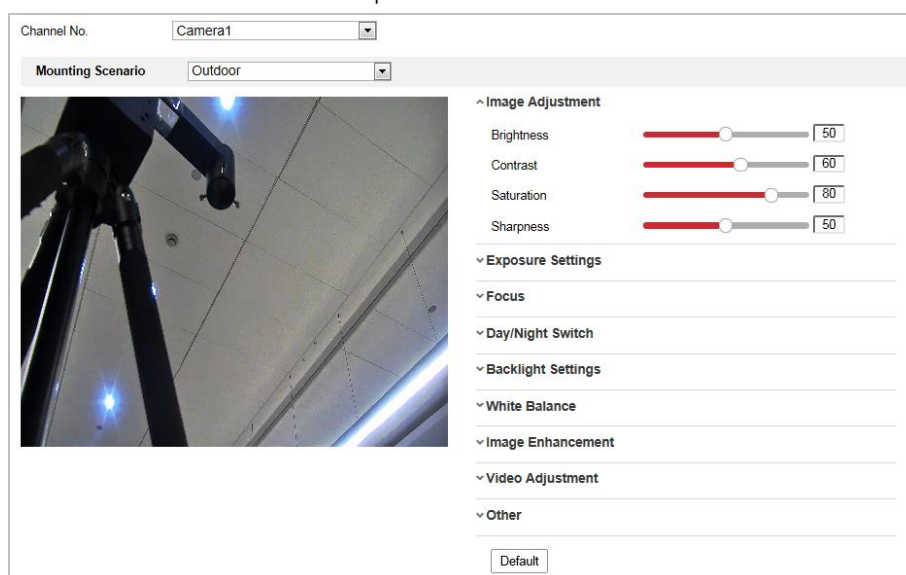 Channel No. Camera1
Mounting Scenario Outdoor
Image Adjustment
Brightness 50
Contrast 60
Saturation 80
Sharpness 50
Exposure Settings
Focus
Day/Night Switch
Backlight Settings
White Balance
Image Enhancement
Video Adjustment
Other
Default